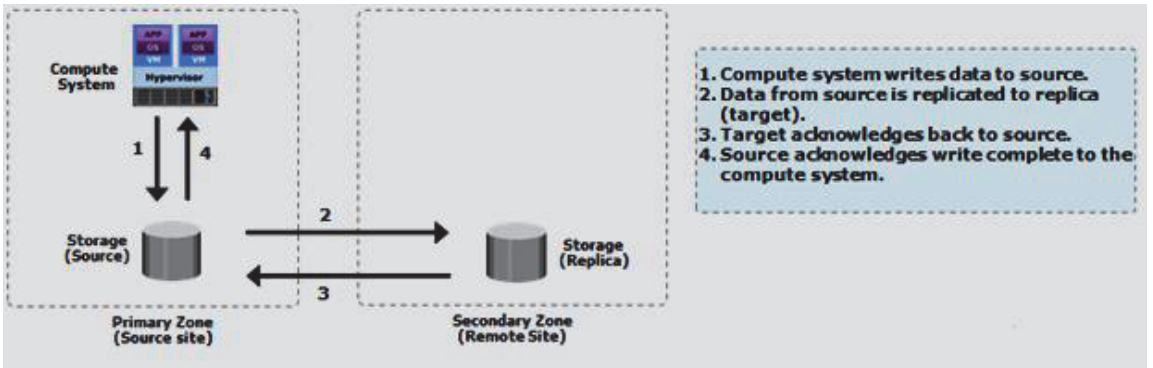 APP
OS
VM
APP
OS
VM
Hypervisor
Compute
System
1
4
2
3
Storage
(Source)
Storage
(Replica)
Primary Zone
(Source site)
Secondary Zone
(Remote Site)
1. Compute system writes data to source.
2. Data from source is replicated to replica
(target).
3. Target acknowledges back to source.
4. Source acknowledges write complete to the
compute system.